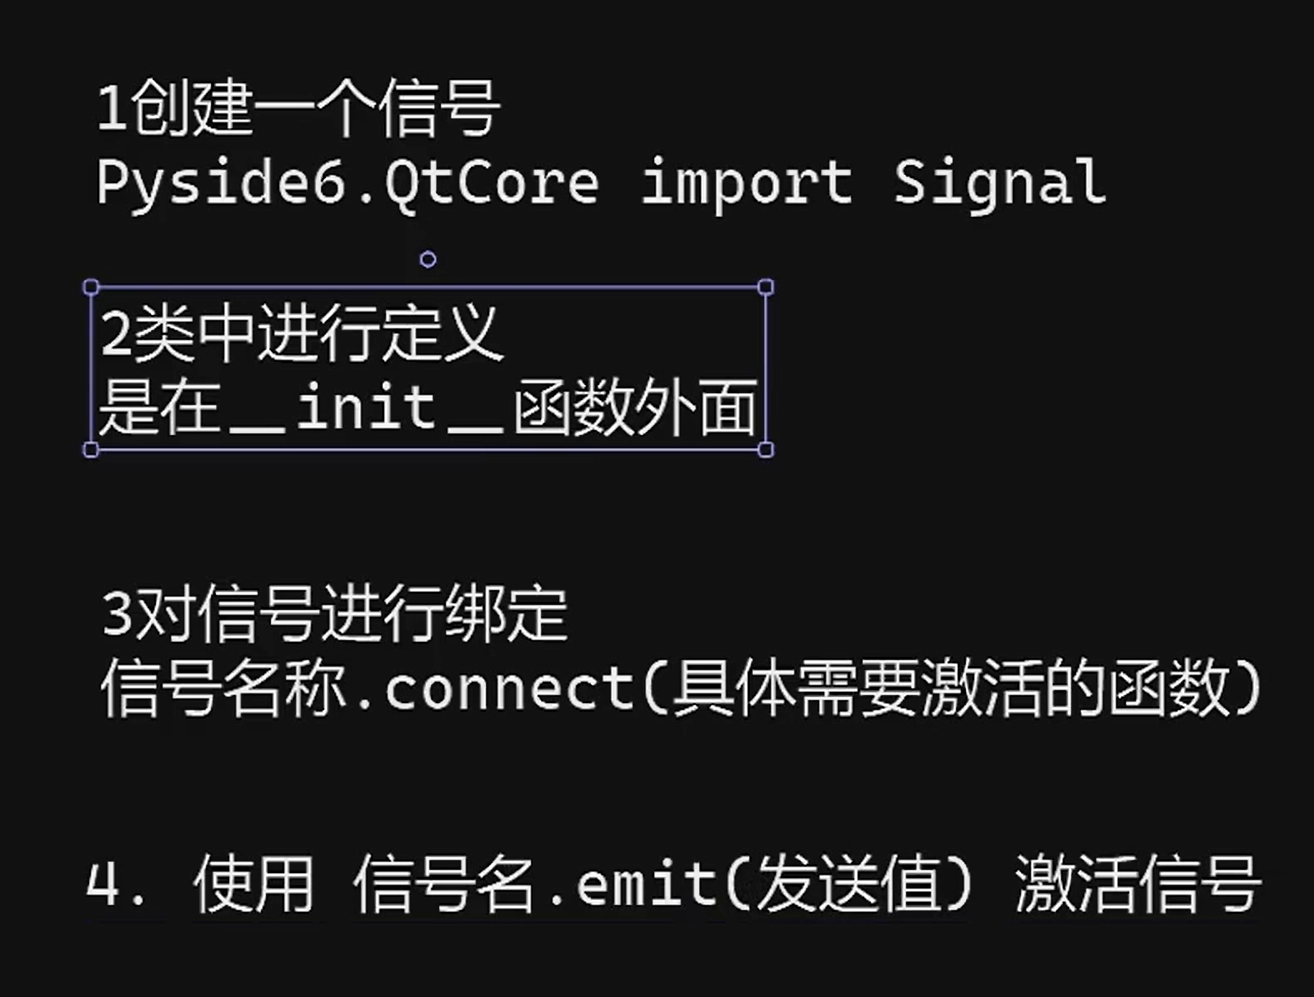 1创建一个信号
Pyside6.QtCore import Signal
2类中进行定义
是在__init__函数外面
3对信号进行绑定
信号名称.connect(具体需要激活的函数)
4. 使用 信号名.emit(发送值) 激活信号